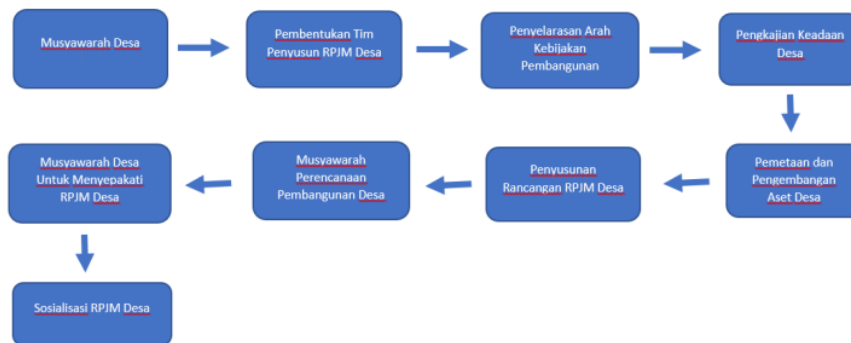 Musyawarah Desa
Pembentukan Tim
Penyusun RPJM Desa
Penyelarasan Arah
Kebijakan
Pembangunan
Pengkajian Keadaan
Desa
Pemetaan dan
Pengembangan
Aset Desa
Penyusunan
Rancangan RPJM Desa
Musyawarah
Perencanaan
Pembangunan Desa
Musyawarah Desa
Untuk Menyepakati
RPJM Desa
Sosialisasi RPJM Desa